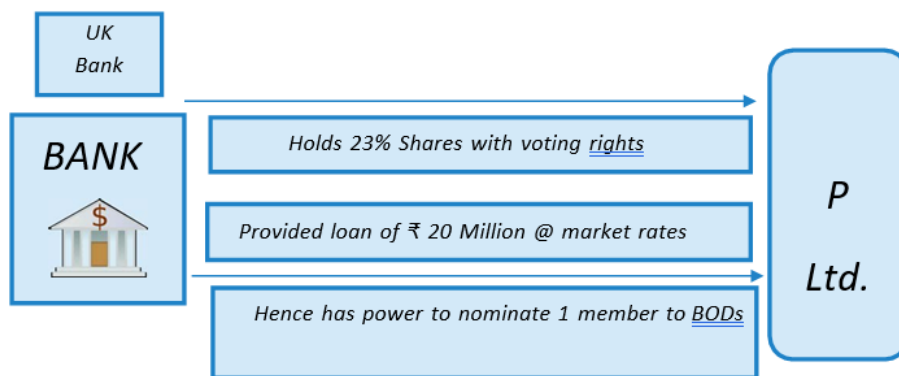 UK
Bank
BANK
$
Holds 23% Shares with voting rights
Provided loan of ₹ 20 Million @ market rates
Hence has power to nominate 1 member to BODs
P
Ltd.